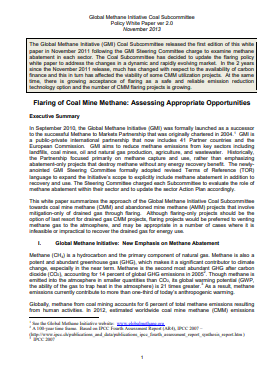 Global Methane Initiative Coal Subcommittee
Policy White Paper ver 2.0
November 2013
The Global Methane Initiative (GMI) Coal Subcommittee released the first edition of this white
paper in November 2011 following the GMI Steering Committee charge to examine methane
abatement in each sector. The Coal Subcommittee has decided to update the flaring policy
white paper to address the changes in a dynamic and rapidly evolving market. In the 2 years
since the November 2011 release, much has changed with respect to the availability of carbon
finance and this in turn has affected the viability of some CMM utilization projects. At the same
time, there is growing acceptance of flaring as a safe and reliable emission reduction
technology option and the number of CMM flaring projects is growing.
Flaring of Coal Mine Methane: Assessing Appropriate Opportunities
Executive Summary
In September 2010, the Global Methane Initiative (GMI) was formally launched as a successor
to the successful Methane to Markets Partnership that was originally chartered in 2004.¹ GMI is
a public-private international partnership that now includes 41 Partner countries and the
European Commission. GMI aims to reduce methane emissions from key sectors including
landfills, coal mines, oil and natural gas production, agriculture, and wastewater. Historically,
the Partnership focused primarily on methane capture and use, rather than emphasizing
abatement-only projects that destroy methane without any energy recovery benefit. The newly-
anointed GMI Steering Committee formally adopted revised Terms of Reference (TOR)
language to expand the Initiative's scope to explicitly include methane abatement in addition to
recovery and use. The Steering Committee charged each Subcommittee to evaluate the role of
methane abatement within their sector and to update the sector Action Plan accordingly.
This white paper summarizes the approach of the Global Methane Initiative Coal Subcommittee
towards coal mine methane (CMM) and abandoned mine methane (AMM) projects that involve
mitigation-only of drained gas through flaring. Although flaring-only projects should be the
option of last resort for drained gas CMM projects, flaring projects would be preferred to venting
methane gas to the atmosphere, and may be appropriate in a number of cases where it is
infeasible or impractical to recover the drained gas for energy use.
I. Global Methane Initiative: New Emphasis on Methane Abatement
Methane (CH₄) is a hydrocarbon and the primary component of natural gas. Methane is also a
potent and abundant greenhouse gas (GHG), which makes it a significant contributor to climate
change, especially in the near term. Methane is the second most abundant GHG after carbon
dioxide (CO₂), accounting for 14 percent of global GHG emissions in 2005². Though methane is
emitted into the atmosphere in smaller quantities than CO₂, its global warming potential (GWP,
the ability of the gas to trap heat in the atmosphere) is 21 times greater.³ As a result, methane
emissions currently contribute to more than one-third of today's anthropogenic warming.
Globally, methane from coal mining accounts for 6 percent of total methane emissions resulting
from human activities. In 2012, estimated worldwide coal mine methane (CMM) emissions
¹ See the Global Methane Initiative website: www.globalmethane.org.
² A 100-year time frame. Based on IPCC Fourth Assessment Report (AR4), IPCC 2007 –
(http://www.ipcc.ch/publications_and_data/publications_ipcc_fourth_assessment_report_synthesis_report.htm )
³ IPCC 2007
1